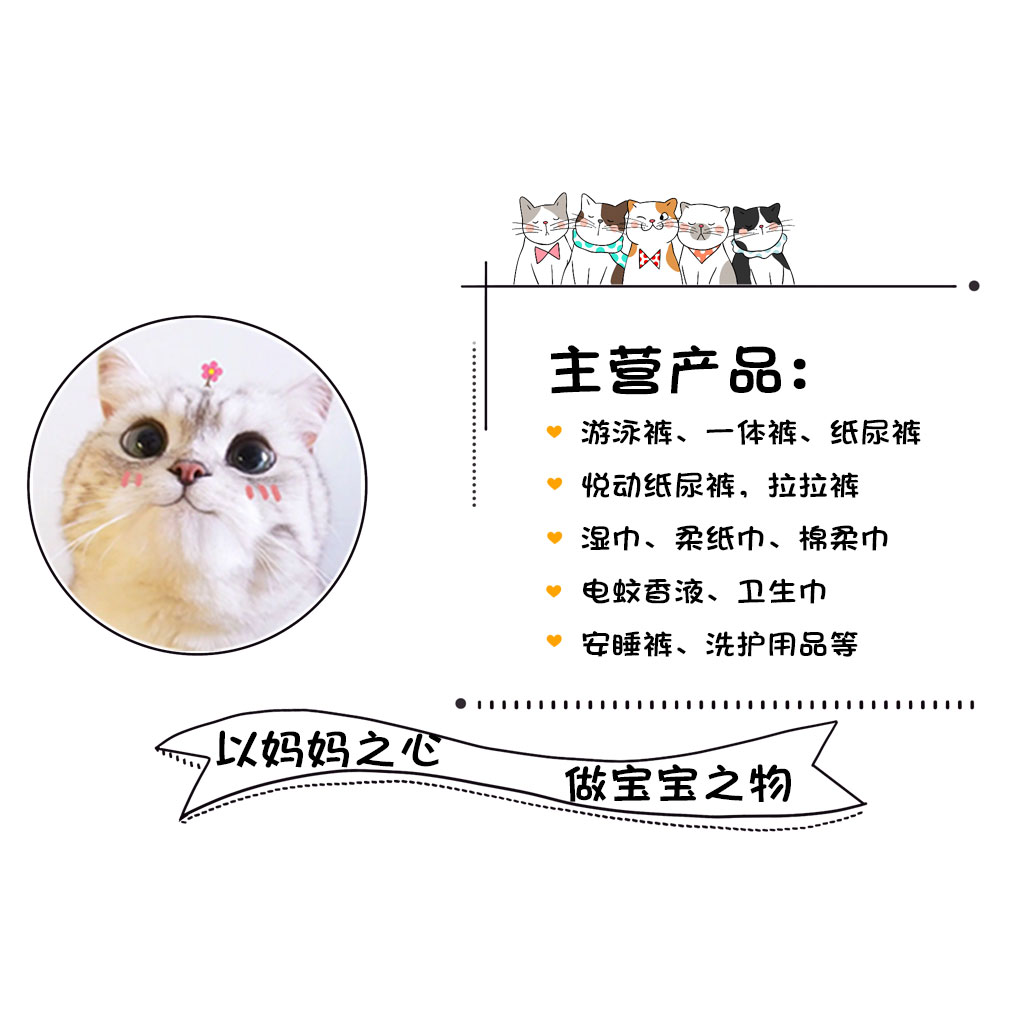 主营产品：
游泳裤、一体裤、纸尿裤
悦动纸尿裤，拉拉裤
湿巾、柔纸巾、棉柔巾
电蚊香液、卫生巾
安睡裤、洗护用品等
以妈妈之心
做宝宝之物